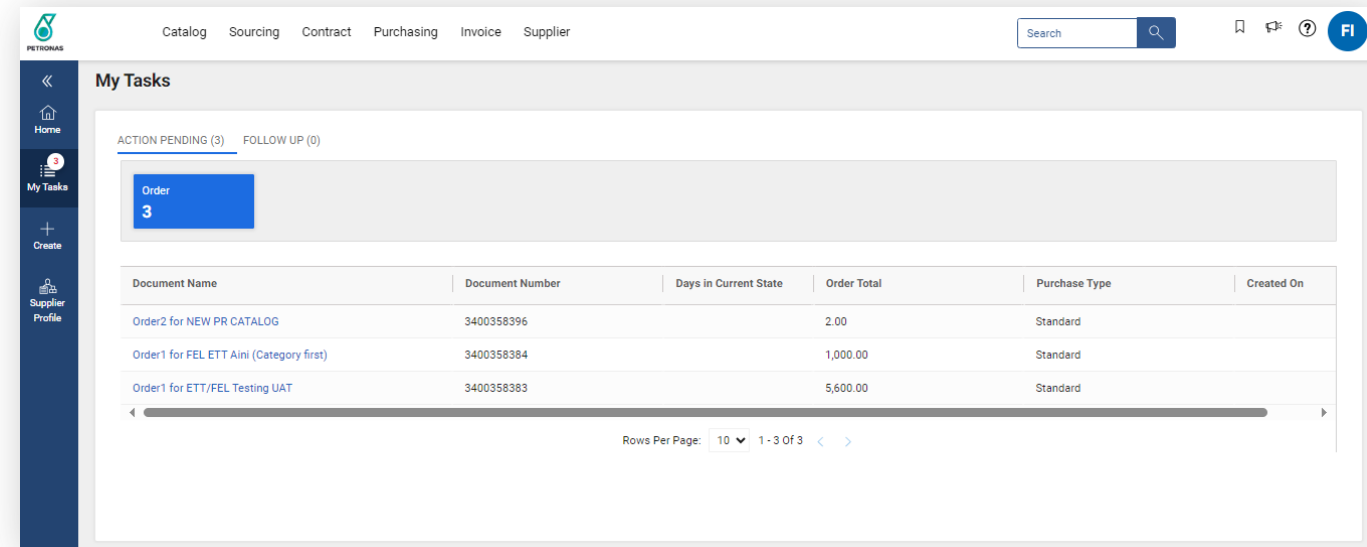 PETRONAS
Catalog Sourcing Contract Purchasing Invoice Supplier
Search
FI
My Tasks
Home
3
My Tasks
Create
Supplier
Profile
ACTION PENDING (3) FOLLOW UP (0)
Order
3
Document Name Document Number Days in Current State Order Total Purchase Type Created On
Order2 for NEW PR CATALOG 3400358396 2.00 Standard
Order1 for FEL ETT Aini (Category first) 3400358384 1,000.00 Standard
Order1 for ETT/FEL Testing UAT 3400358383 5,600.00 Standard
Rows Per Page: 10 1 - 3 Of 3